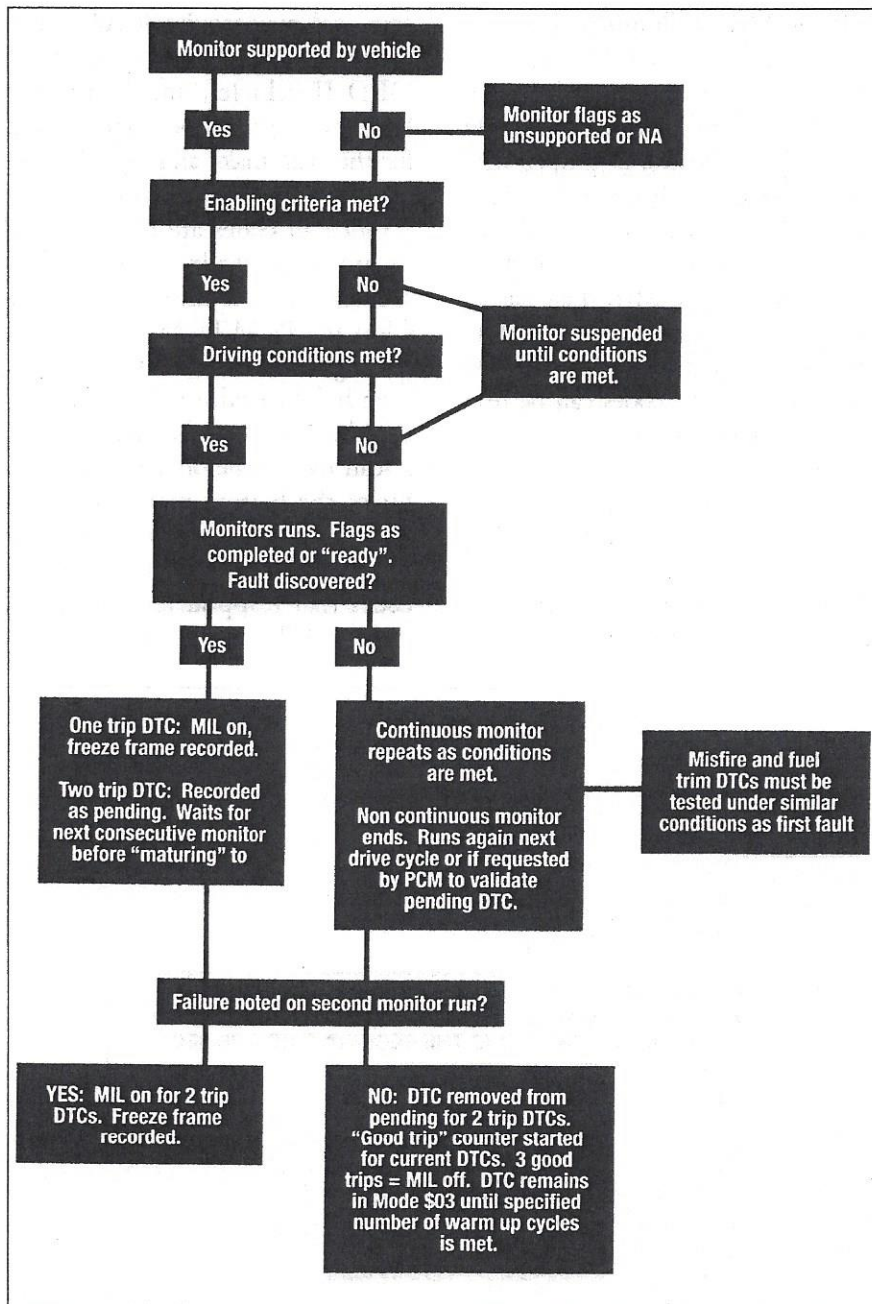 Monitor supported by vehicle
Yes
No
Monitor flags as
unsupported or NA
Enabling criteria met?
Yes
No
Monitor suspended
until conditions
are met.
Driving conditions met?
Yes
No
Monitors runs. Flags as
completed or “ready”.
Fault discovered?
Yes
No
One trip DTC: MIL on,
freeze frame recorded.
Two trip DTC: Recorded
as pending. Waits for
next consecutive monitor
before “maturing” to
Continuous monitor
repeats as conditions
are met.
Non continuous monitor
ends. Runs again next
drive cycle or if requested
by PCM to validate
pending DTC.
Misfire and fuel
trim DTCs must be
tested under similar
conditions as first fault
Failure noted on second monitor run?
YES: MIL on for 2 trip
DTCs. Freeze frame
recorded.
NO: DTC removed from
pending for 2 trip DTCs.
“Good trip” counter started
for current DTCs. 3 good
trips = MIL off. DTC remains
in Mode $03 until specified
number of warm up cycles
is met.